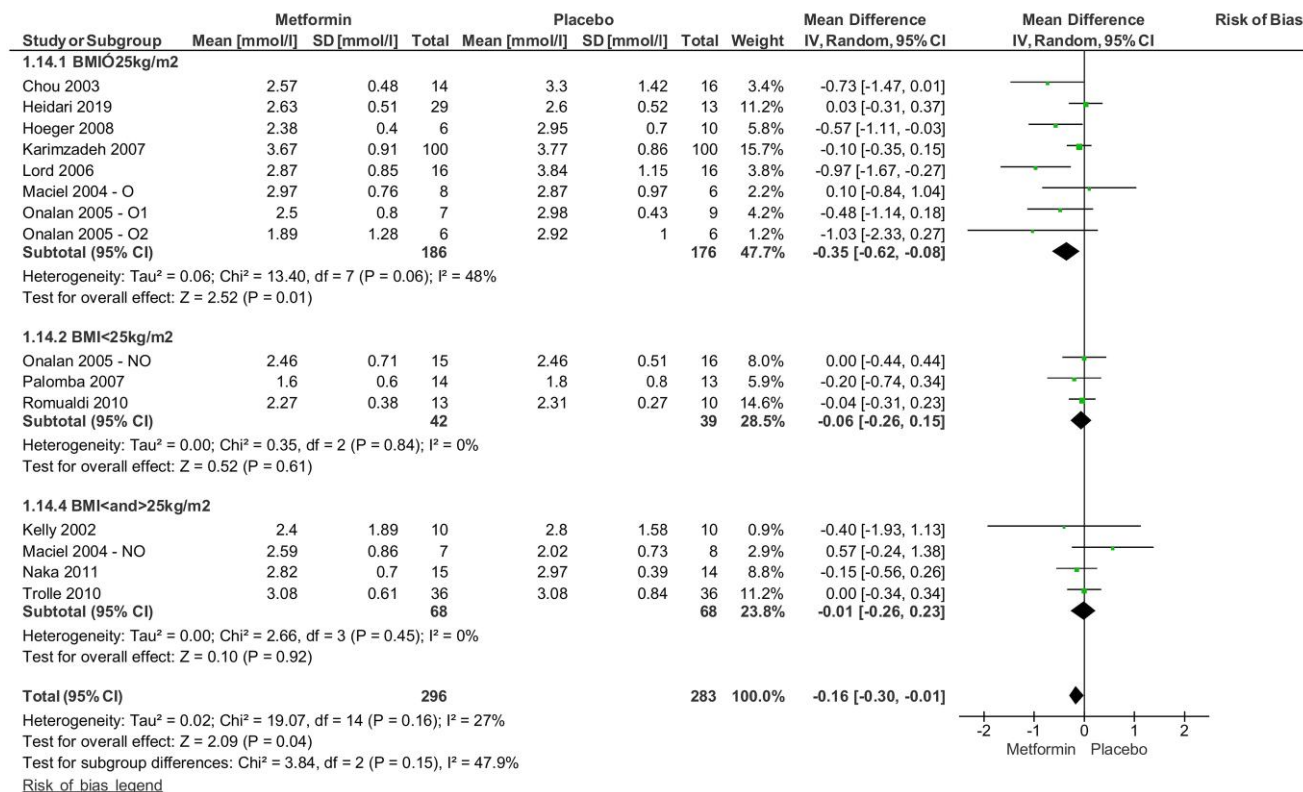 Metformin Placebo Mean Difference Mean Difference Risk of Bias
Study or Subgroup Mean [mmol/l] SD [mmol/l] Total Mean [mmol/l] SD [mmol/l] Total Weight IV, Random, 95% CI IV, Random, 95% CI
1.14.1 BMIÓ25kg/m2
Chou 2003 2.57 0.48 14 3.3 1.42 16 3.4% -0.73 [-1.47, 0.01]
Heidari 2019 2.63 0.51 29 2.6 0.52 13 11.2% 0.03 [-0.31, 0.37]
Hoeger 2008 2.38 0.4 6 2.95 0.7 10 5.8% -0.57 [-1.11, -0.03]
Karimzadeh 2007 3.67 0.91 100 3.77 0.86 100 15.7% -0.10 [-0.35, 0.15]
Lord 2006 2.87 0.85 16 3.84 1.15 16 3.8% -0.97 [-1.67, -0.27]
Maciel 2004 - O 2.97 0.76 8 2.87 0.97 6 2.2% 0.10 [-0.84, 1.04]
Onalan 2005 - O1 2.5 0.8 7 2.98 0.43 9 4.2% -0.48 [-1.14, 0.18]
Onalan 2005 - O2 1.89 1.28 6 2.92 1 6 1.2% -1.03 [-2.33, 0.27]
Subtotal (95% CI) 186 176 47.7% -0.35 [-0.62, -0.08]
Heterogeneity: Tau² = 0.06; Chi² = 13.40, df = 7 (P = 0.06); I² = 48%
Test for overall effect: Z = 2.52 (P = 0.01)
1.14.2 BMI<25kg/m2
Onalan 2005 - NO 2.46 0.71 15 2.46 0.51 16 8.0% 0.00 [-0.44, 0.44]
Palomba 2007 1.6 0.6 14 1.8 0.8 13 5.9% -0.20 [-0.74, 0.34]
Romualdi 2010 2.27 0.38 13 2.31 0.27 10 14.6% -0.04 [-0.31, 0.23]
Subtotal (95% CI) 42 39 28.5% -0.06 [-0.26, 0.15]
Heterogeneity: Tau² = 0.00; Chi² = 0.35, df = 2 (P = 0.84); I² = 0%
Test for overall effect: Z = 0.52 (P = 0.61)
1.14.4 BMI<and>25kg/m2
Kelly 2002 2.4 1.89 10 2.8 1.58 10 0.9% -0.40 [-1.93, 1.13]
Maciel 2004 - NO 2.59 0.86 7 2.02 0.73 8 2.9% 0.57 [-0.24, 1.38]
Naka 2011 2.82 0.7 15 2.97 0.39 14 8.8% -0.15 [-0.56, 0.26]
Trolle 2010 3.08 0.61 36 3.08 0.84 36 11.2% 0.00 [-0.34, 0.34]
Subtotal (95% CI) 68 68 23.8% -0.01 [-0.26, 0.23]
Heterogeneity: Tau² = 0.00; Chi² = 2.66, df = 3 (P = 0.45); I² = 0%
Test for overall effect: Z = 0.10 (P = 0.92)
Total (95% CI) 296 283 100.0% -0.16 [-0.30, -0.01]
Heterogeneity: Tau² = 0.02; Chi² = 19.07, df = 14 (P = 0.16); I² = 27%
Test for overall effect: Z = 2.09 (P = 0.04)
Test for subgroup differences: Chi² = 3.84, df = 2 (P = 0.15), I² = 47.9%
-2 -1 0 1 2
Metformin Placebo
Risk of bias legend